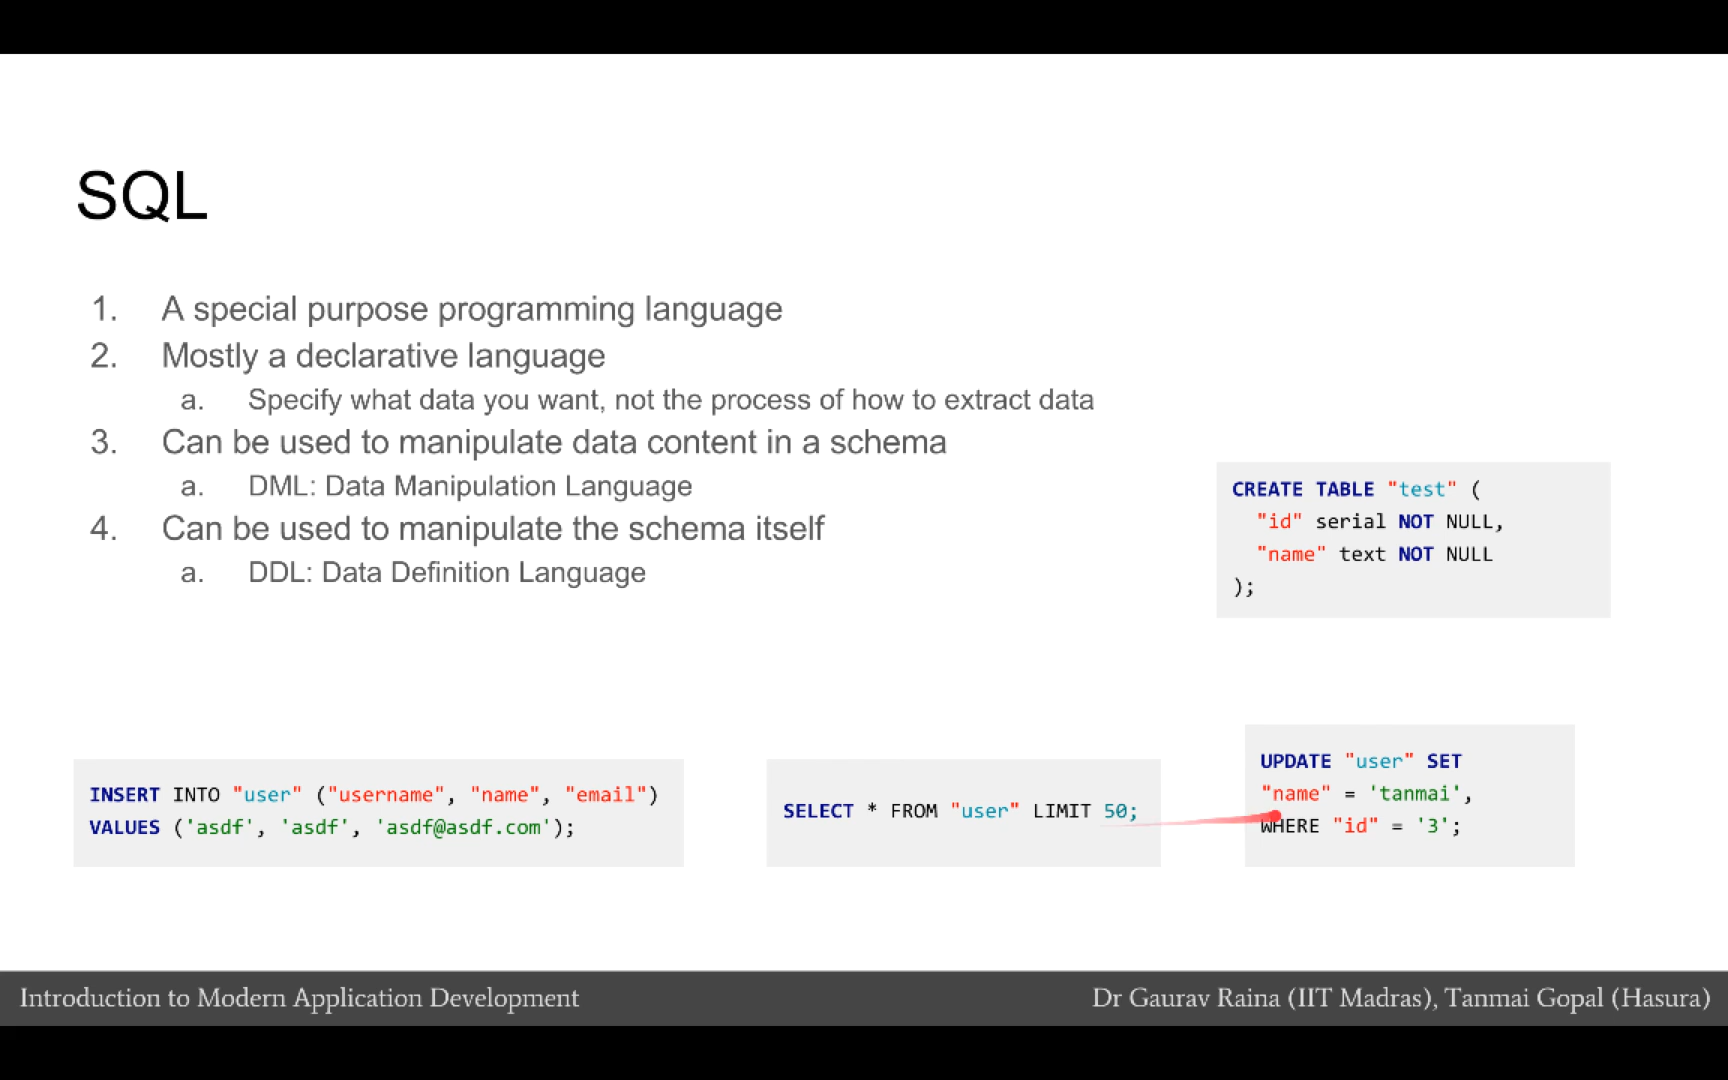 SQL
1. A special purpose programming language
2. Mostly a declarative language
a. Specify what data you want, not the process of how to extract data
3. Can be used to manipulate data content in a schema
a. DML: Data Manipulation Language
4. Can be used to manipulate the schema itself
a. DDL: Data Definition Language
CREATE TABLE "test" (
"id" serial NOT NULL,
"name" text NOT NULL
);
INSERT INTO "user" ("username", "name", "email")
VALUES ('asdf', 'asdf', 'asdf@asdf.com');
SELECT * FROM "user" LIMIT 50;
UPDATE "user" SET
"name" = 'tanmai',
WHERE "id" = '3';
Introduction to Modern Application Development
Dr Gaurav Raina (IIT Madras), Tanmai Gopal (Hasura)